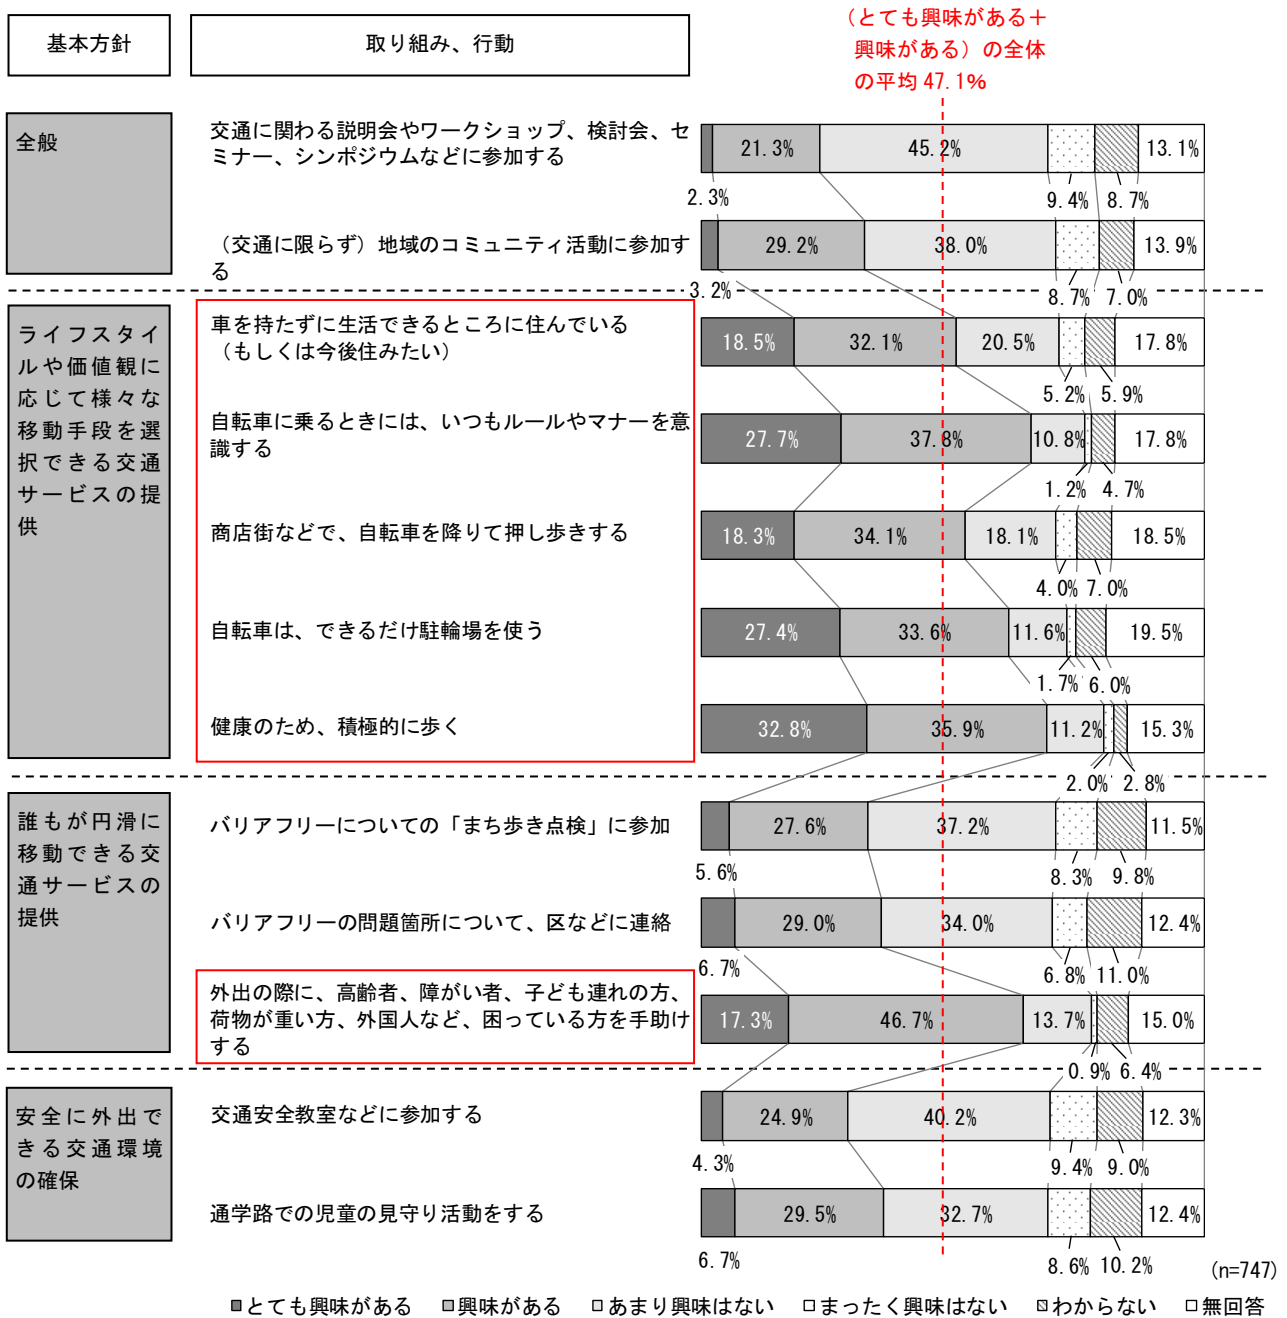 (とても興味がある＋
興味がある）の全体
の平均 47.1%
基本方針
取り組み、行動
全般
交通に関わる説明会やワークショップ、検討会、セ
ミナー、シンポジウムなどに参加する
21.3%
45.2%
13.1%
2.3%
9.4%
8.7%
（交通に限らず）地域のコミュニティ活動に参加す
る
29.2%
38.0%
13.9%
3.2%
8.7%
7.0%
ライフスタイ
ルや価値観に
応じて様々な
移動手段を選
択できる交通
サービスの提
供
車を持たずに生活できるところに住んでいる
（もしくは今後住みたい）
18.5%
32.1%
20.5%
17.8%
5.2%
5.9%
自転車に乗るときには、いつもルールやマナーを意
識する
27.7%
37.8%
10.8%
17.8%
1.2%
4.7%
商店街などで、自転車を降りて押し歩きする
18.3%
34.1%
18.1%
18.5%
4.0%
7.0%
自転車は、できるだけ駐輪場を使う
27.4%
33.6%
11.6%
19.5%
1.7%
6.0%
健康のため、積極的に歩く
32.8%
35.9%
11.2%
15.3%
2.0%
2.8%
誰もが円滑に
移動できる交
通サービスの
提供
バリアフリーについての「まち歩き点検」に参加
27.6%
37.2%
11.5%
5.6%
8.3%
9.8%
バリアフリーの問題箇所について、区などに連絡
29.0%
34.0%
12.4%
6.7%
6.8%
11.0%
外出の際に、高齢者、障がい者、子ども連れの方、
荷物が重い方、外国人など、困っている方を手助け
する
17.3%
46.7%
13.7%
15.0%
0.9%
6.4%
安全に外出で
きる交通環境
の確保
交通安全教室などに参加する
24.9%
40.2%
12.3%
4.3%
9.4%
9.0%
通学路での児童の見守り活動をする
29.5%
32.7%
12.4%
6.7%
8.6%
10.2%
(n=747)
とても興味がある 興味がある あまり興味はない まったく興味はない わからない 無回答